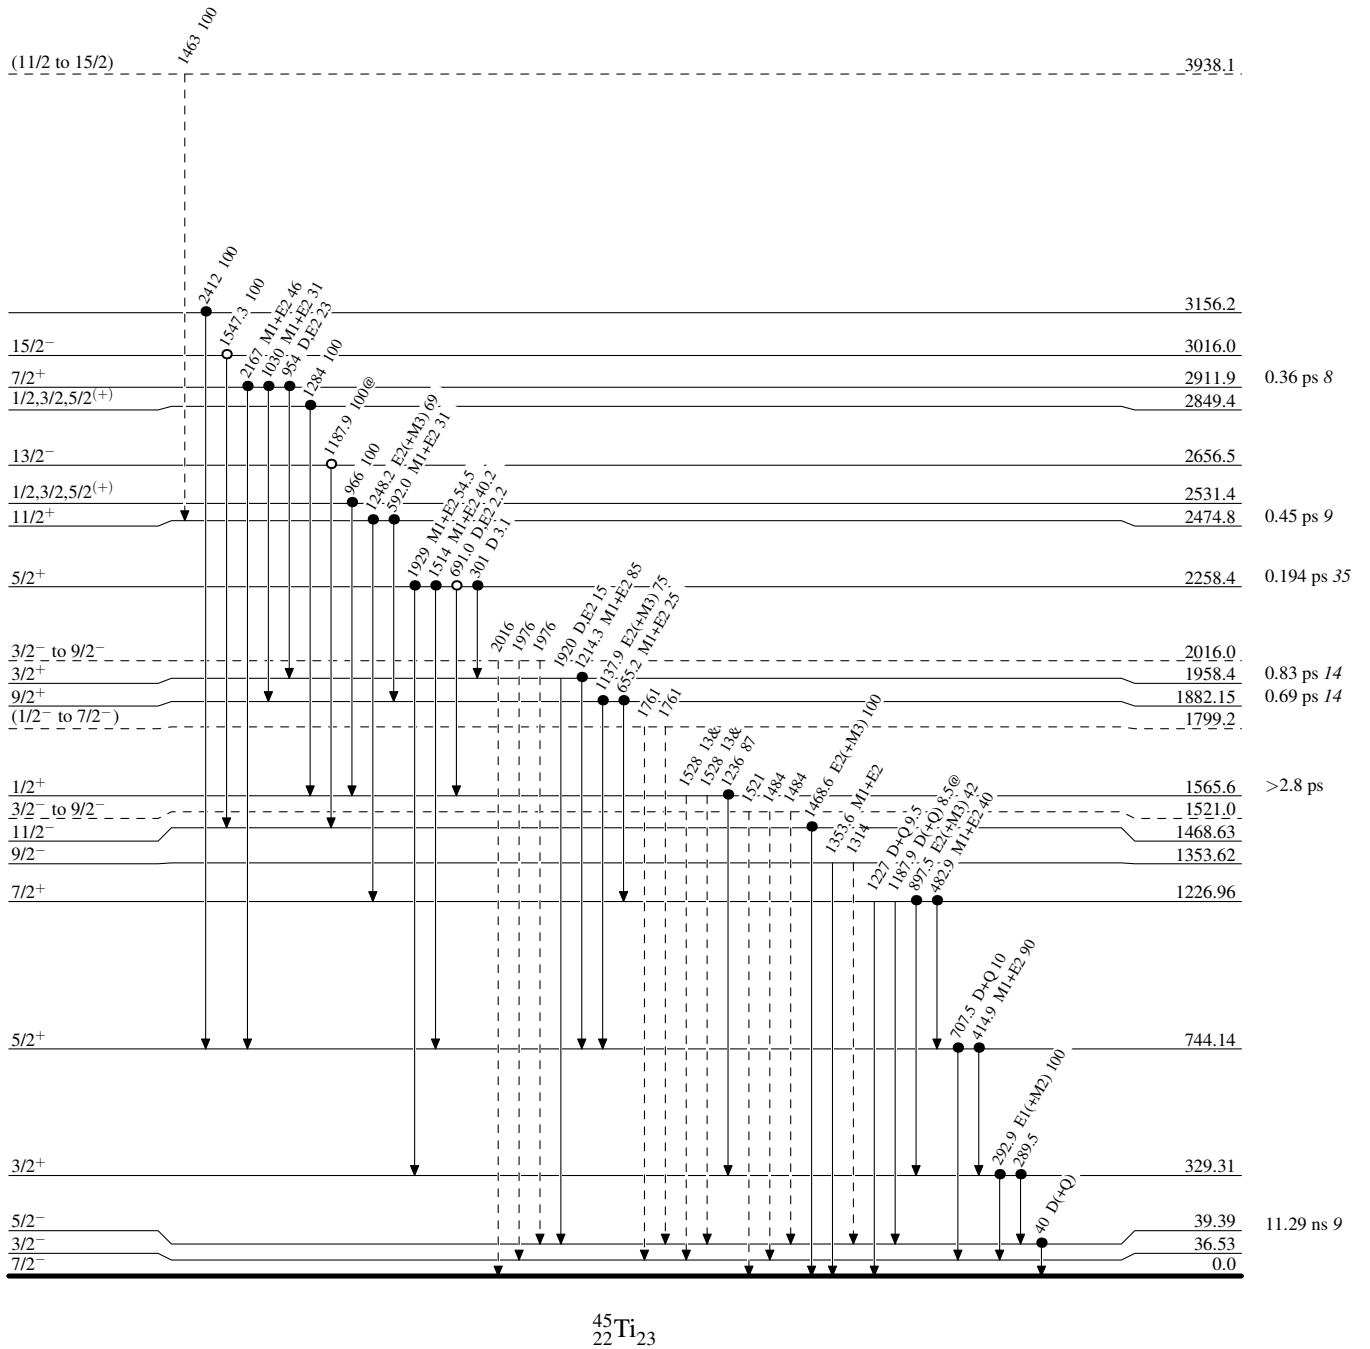 1463 100
(11/2 to 15/2) 3938.1
2412 100
3156.2
1547.3 100
15/2− 3016.0
2167 M1+E2 46
1030 M1+E2 31
954 D,E2 23
7/2+ 2911.9 0.36 ps 8
1284 100
1/2,3/2,5/2(+) 2849.4
1187.9 100@
13/2− 2656.5
966 100
1/2,3/2,5/2(+) 2531.4
1248.2 E2(+M3) 69
592.0 M1+E2 31
11/2+ 2474.8 0.45 ps 9
1929 M1+E2 54.5
1514 M1+E2 40.2
691.0 D,E2 2.2
301 D 3.1
5/2+ 2258.4 0.194 ps 35
2016
1976
1976
3/2− to 9/2− 2016.0
1920 D,E2 15
1214.3 M1+E2 85
3/2+ 1958.4 0.83 ps 14
1137.9 E2(+M3) 75
655.2 M1+E2 25
9/2+ 1882.15 0.69 ps 14
1761
1761
(1/2− to 7/2−) 1799.2
1528 13&
1528 13&
1236 87
1/2+ 1565.6 >2.8 ps
1521
1484
1484
3/2− to 9/2− 1521.0
1468.6 E2(+M3) 100
11/2− 1468.63
1353.6 M1+E2
1314
9/2− 1353.62
1227 D+Q 9.5
1187.9 D(+Q) 8.5@
897.5 E2(+M3) 42
482.9 M1+E2 40
7/2+ 1226.96
707.5 D+Q 10
414.9 M1+E2 90
5/2+ 744.14
292.9 E1(+M2) 100
289.5
3/2+ 329.31
40 D(+Q)
5/2− 39.39 11.29 ns 9
3/2− 36.53
7/2− 0.0
45 22Ti23